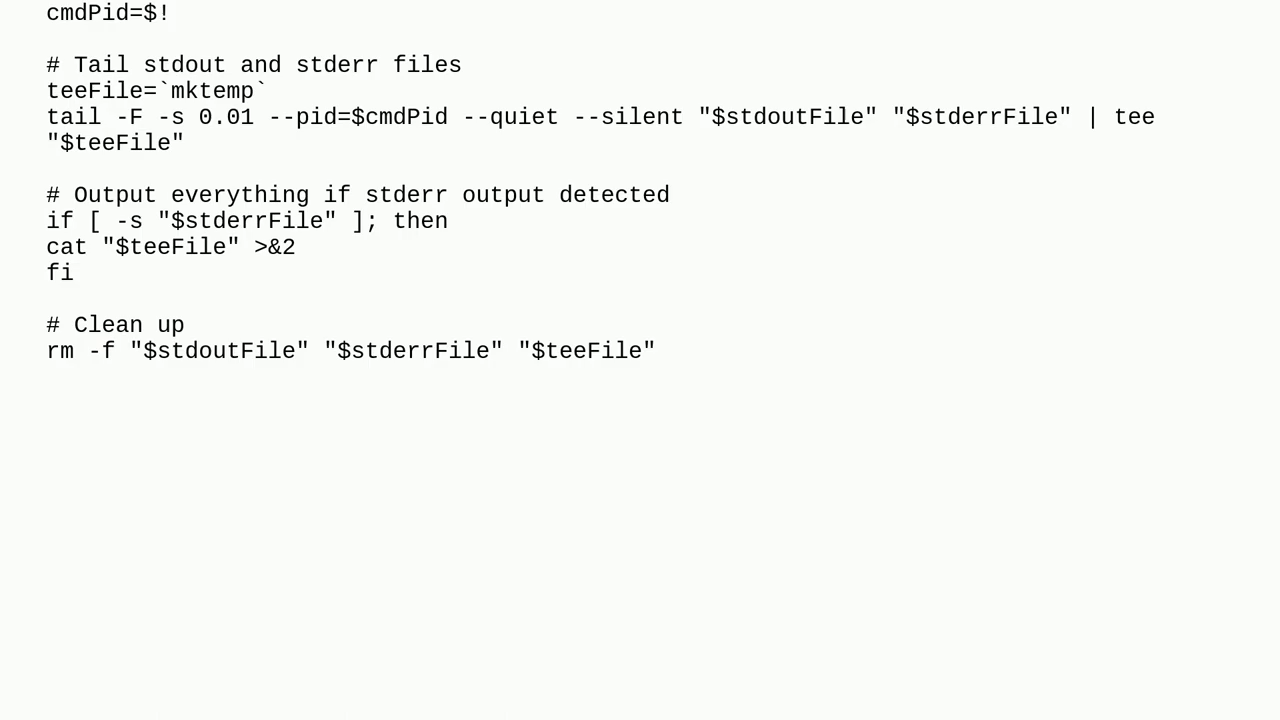 cmdPid=$!
# Tail stdout and stderr files
teeFile=`mktemp`
tail -F -s 0.01 --pid=$cmdPid --quiet --silent "$stdoutFile" "$stderrFile" | tee
"$teeFile"
# Output everything if stderr output detected
if [ -s "$stderrFile" ]; then
cat "$teeFile" >&2
fi
# Clean up
rm -f "$stdoutFile" "$stderrFile" "$teeFile"